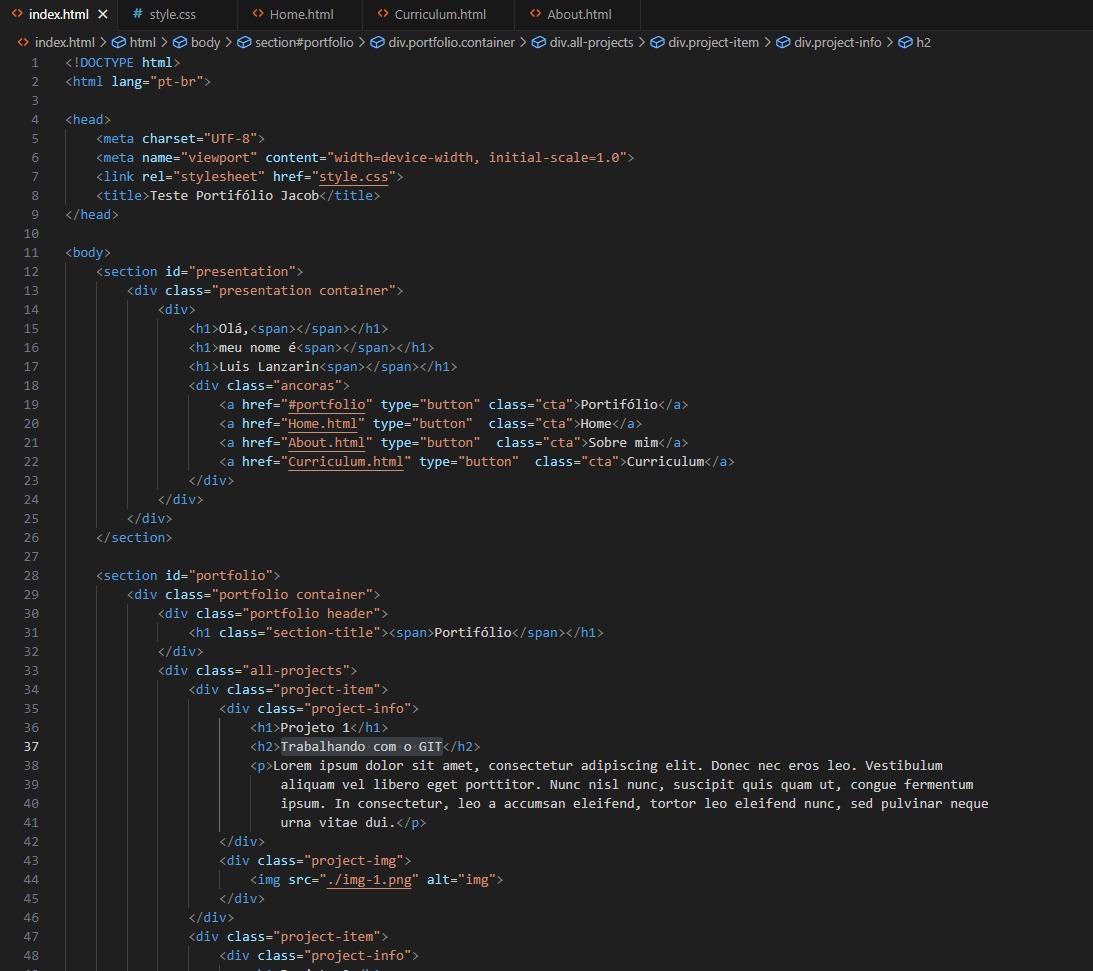 index.html × # style.css <> Home.html <> Curriculum.html <> About.html
<> index.html > html > body > section#portfolio > div.portfolio.container > div.all-projects > div.project-item > div.project-info > h2
1 <!DOCTYPE html>
2 <html lang="pt-br">
3
4 <head>
5 <meta charset="UTF-8">
6 <meta name="viewport" content="width=device-width, initial-scale=1.0">
7 <link rel="stylesheet" href="style.css">
8 <title>Teste Portifólio Jacob</title>
9 </head>
10
11 <body>
12 <section id="presentation">
13 <div class="presentation container">
14 <div>
15 <h1>Olá,<span></span></h1>
16 <h1>meu nome é<span></span></h1>
17 <h1>Luis Lanzarin<span></span></h1>
18 <div class="ancoras">
19 <a href="#portfolio" type="button" class="cta">Portifólio</a>
20 <a href="Home.html" type="button"  class="cta">Home</a>
21 <a href="About.html" type="button"  class="cta">Sobre mim</a>
22 <a href="Curriculum.html" type="button"  class="cta">Curriculum</a>
23 </div>
24 </div>
25 </div>
26 </section>
27
28 <section id="portfolio">
29 <div class="portfolio container">
30 <div class="portfolio header">
31 <h1 class="section-title"><span>Portifólio</span></h1>
32 </div>
33 <div class="all-projects">
34 <div class="project-item">
35 <div class="project-info">
36 <h1>Projeto 1</h1>
37 <h2>Trabalhando com o GIT</h2>
38 <p>Lorem ipsum dolor sit amet, consectetur adipiscing elit. Donec nec eros leo. Vestibulum
39 aliquam vel libero eget porttitor. Nunc nisl nunc, suscipit quis quam ut, congue fermentum
40 ipsum. In consectetur, leo a accumsan eleifend, tortor leo eleifend nunc, sed pulvinar neque
41 urna vitae dui.</p>
42 </div>
43 <div class="project-img">
44 <img src="./img-1.png" alt="img">
45 </div>
46 </div>
47 <div class="project-item">
48 <div class="project-info">